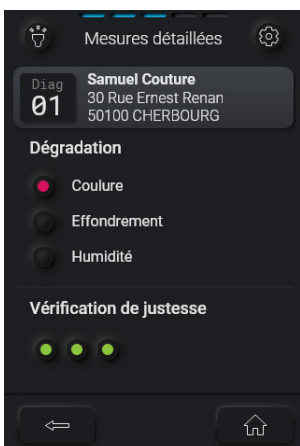 Mesures détaillées
Diag
01
Samuel Couture
30 Rue Ernest Renan
50100 CHERBOURG
Dégradation
Coulure
Effondrement
Humidité
Vérification de justesse